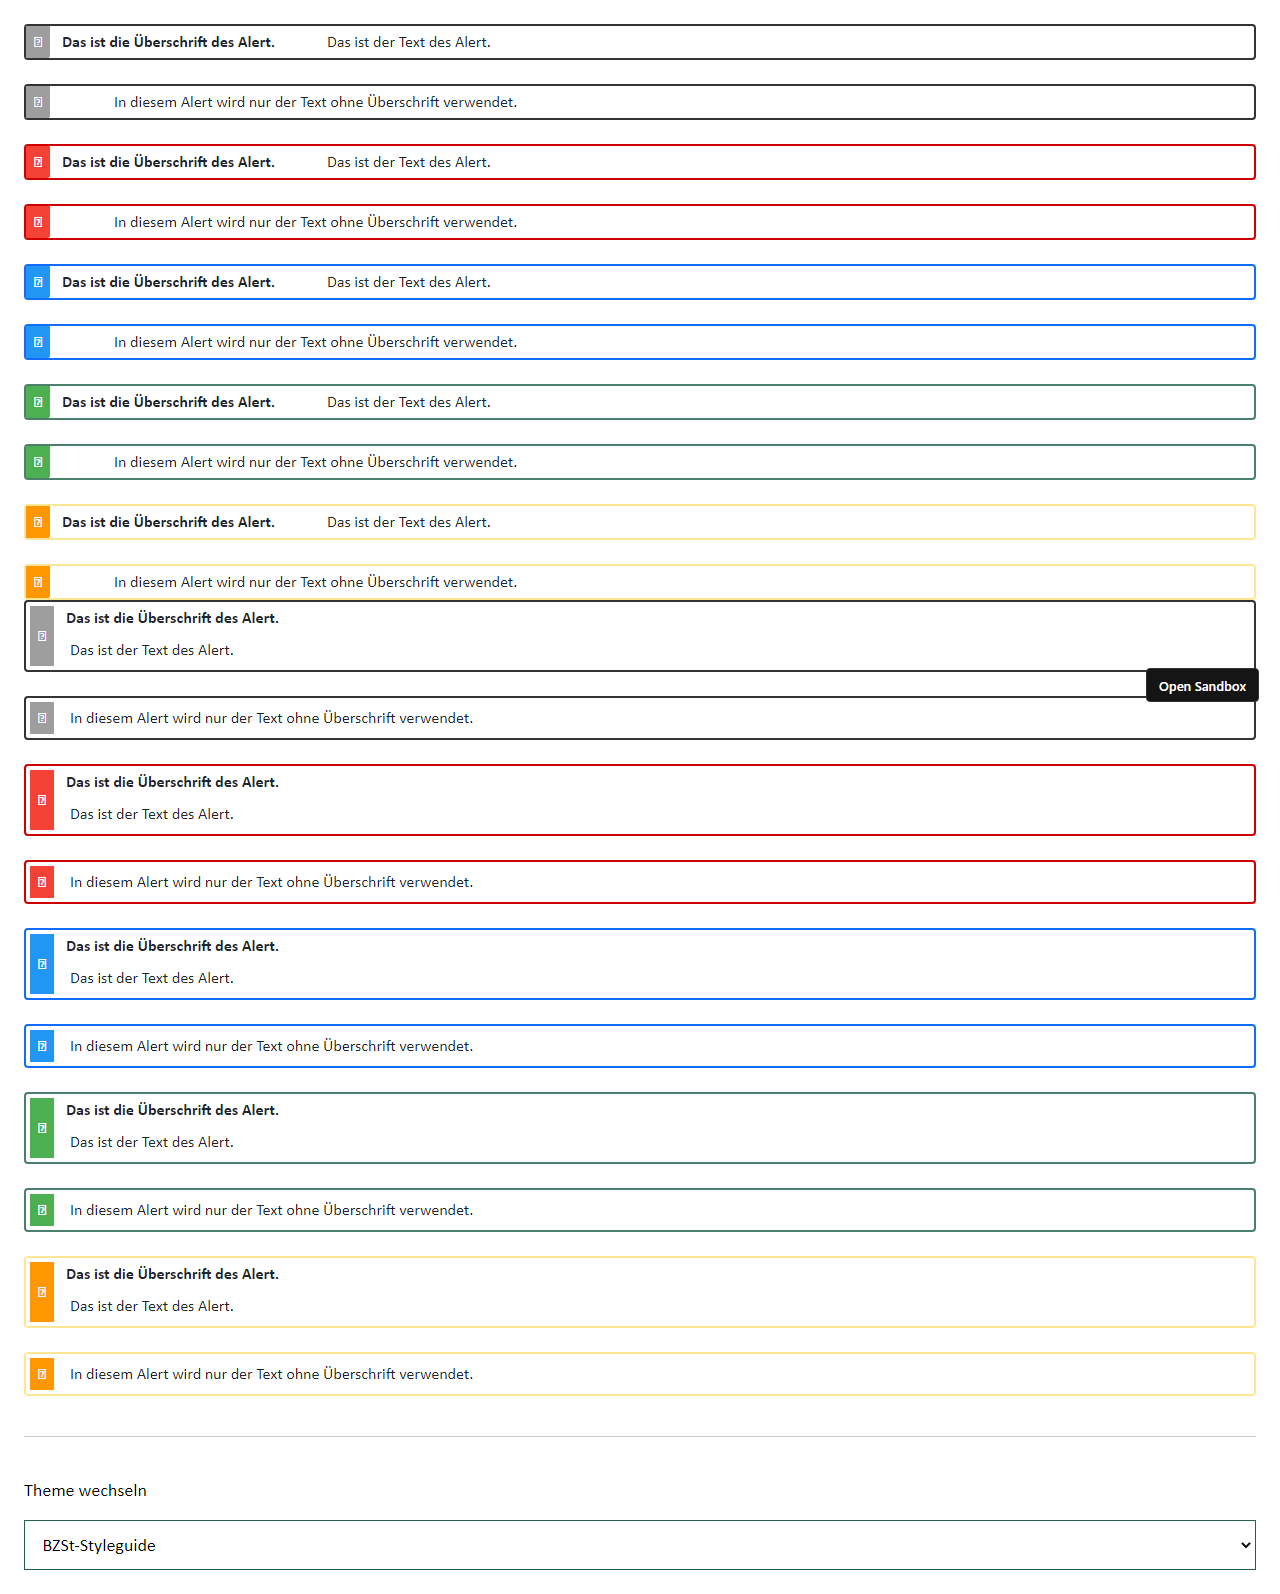 Das ist die Überschrift des Alert. Das ist der Text des Alert.
In diesem Alert wird nur der Text ohne Überschrift verwendet.
Das ist die Überschrift des Alert. Das ist der Text des Alert.
In diesem Alert wird nur der Text ohne Überschrift verwendet.
Das ist die Überschrift des Alert. Das ist der Text des Alert.
In diesem Alert wird nur der Text ohne Überschrift verwendet.
Das ist die Überschrift des Alert. Das ist der Text des Alert.
In diesem Alert wird nur der Text ohne Überschrift verwendet.
Das ist die Überschrift des Alert. Das ist der Text des Alert.
In diesem Alert wird nur der Text ohne Überschrift verwendet.
Das ist die Überschrift des Alert.
Das ist der Text des Alert.
Open Sandbox
In diesem Alert wird nur der Text ohne Überschrift verwendet.
Das ist die Überschrift des Alert.
Das ist der Text des Alert.
In diesem Alert wird nur der Text ohne Überschrift verwendet.
Das ist die Überschrift des Alert.
Das ist der Text des Alert.
In diesem Alert wird nur der Text ohne Überschrift verwendet.
Das ist die Überschrift des Alert.
Das ist der Text des Alert.
In diesem Alert wird nur der Text ohne Überschrift verwendet.
Das ist die Überschrift des Alert.
Das ist der Text des Alert.
In diesem Alert wird nur der Text ohne Überschrift verwendet.
Theme wechseln
BZSt-Styleguide